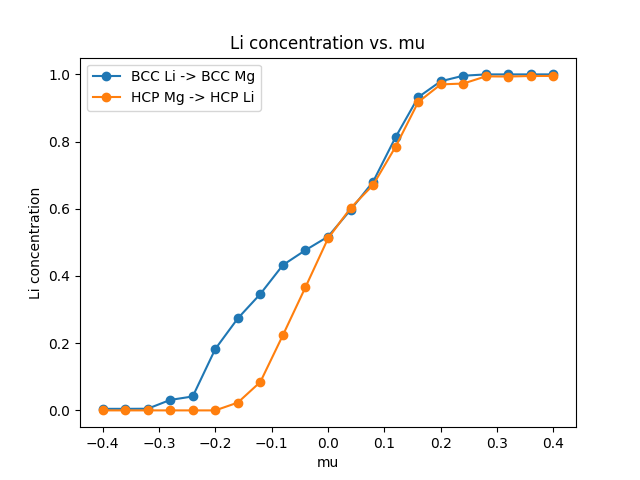 Li concentration vs. mu
BCC Li -> BCC Mg
HCP Mg -> HCP Li
Li concentration
1.0
0.8
0.6
0.4
0.2
0.0
−0.4 −0.3 −0.2 −0.1 0.0 0.1 0.2 0.3 0.4
mu